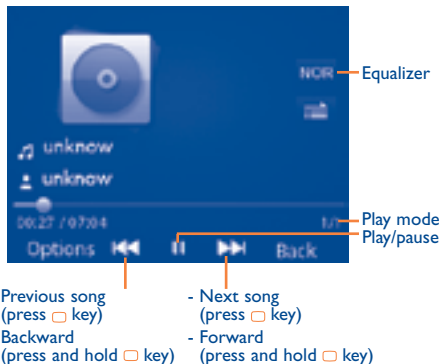 NOR
Equalizer
unknow
unknow
00:27 / 07:04
1/1
Play mode
Play/pause
Options
Back
Previous song
(press key)
Backward
(press and hold key)
- Next song
(press key)
- Forward
(press and hold key)